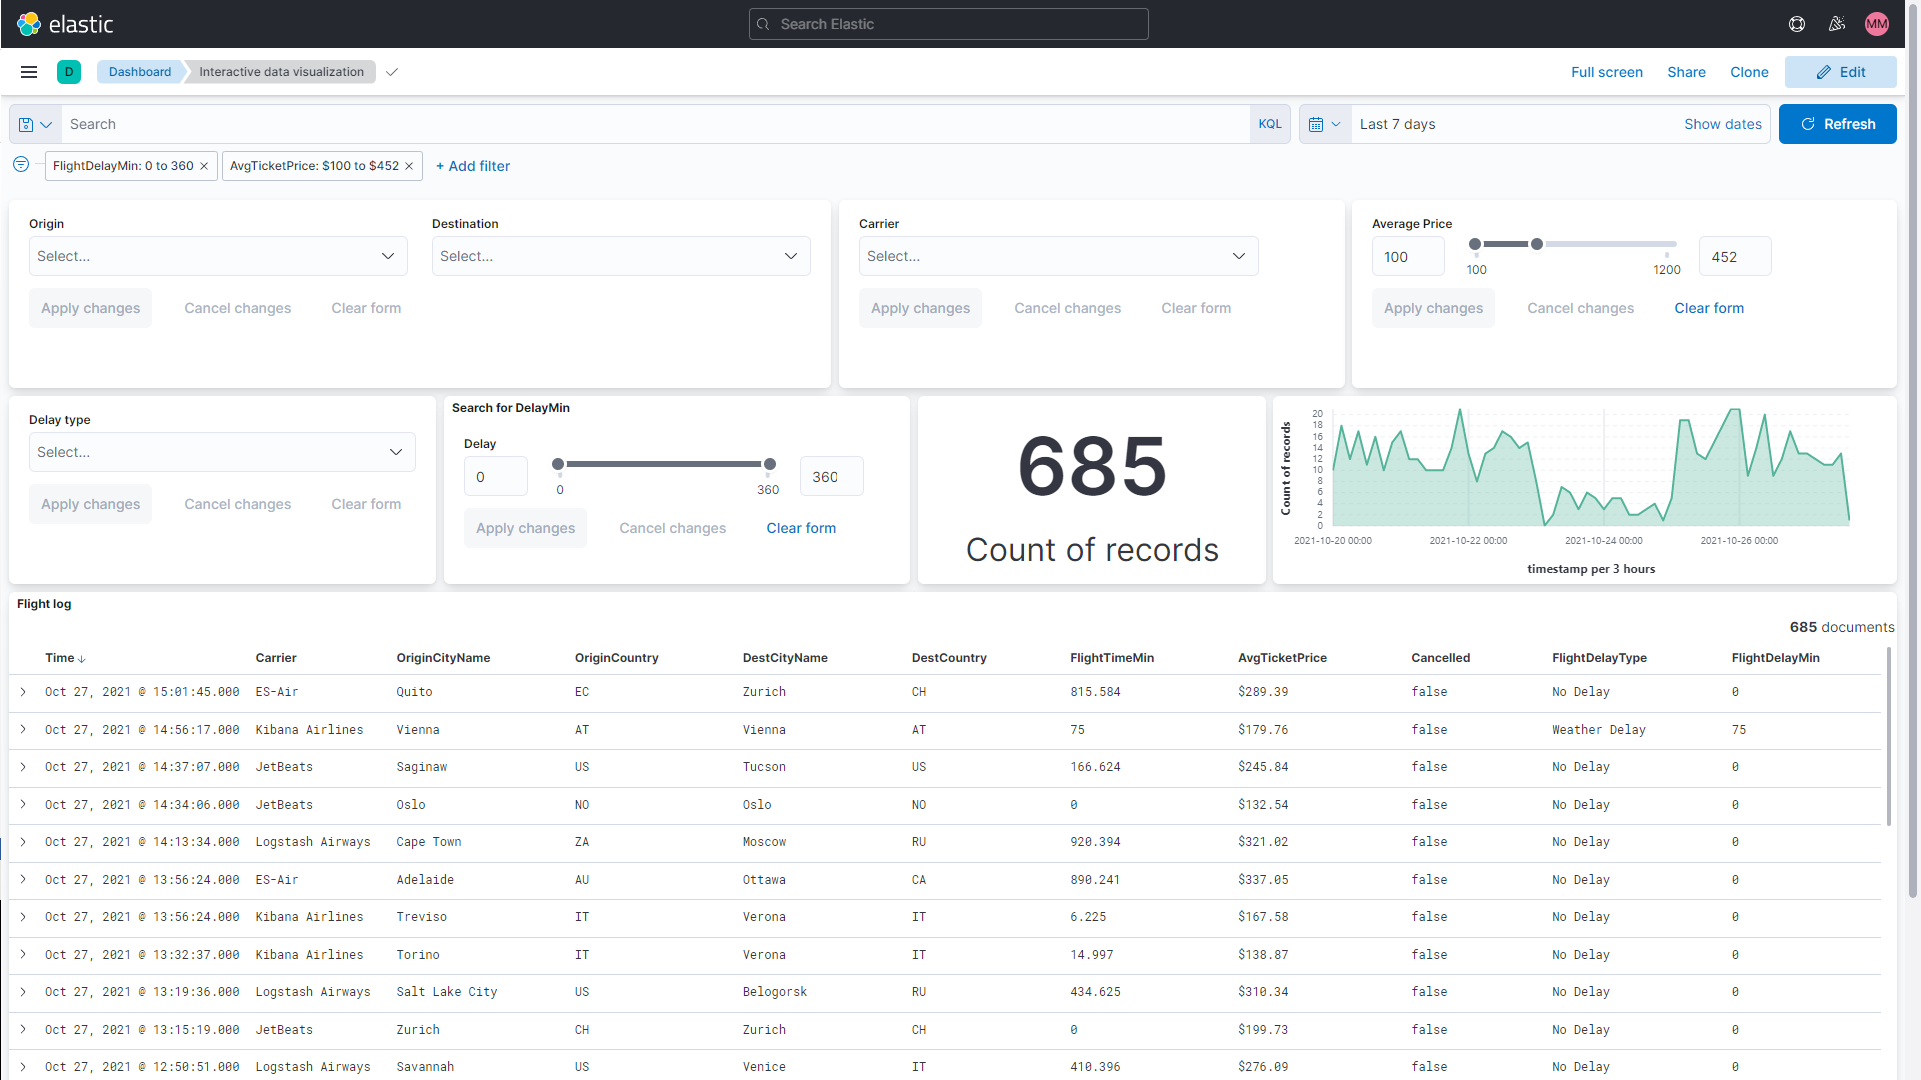 elastic
Search Elastic
MM
D
Dashboard
Interactive data visualization
Full screen
Share
Clone
Edit
Search
KQL
Last 7 days
Show dates
Refresh
FlightDelayMin: 0 to 360 ×
AvgTicketPrice: $100 to $452 ×
+ Add filter
Origin
Select...
Destination
Select...
Apply changes
Cancel changes
Clear form
Carrier
Select...
Apply changes
Cancel changes
Clear form
Average Price
100
100
1200
452
Apply changes
Cancel changes
Clear form
Delay type
Select...
Apply changes
Cancel changes
Clear form
Search for DelayMin
Delay
0
0
360
360
Apply changes
Cancel changes
Clear form
685
Count of records
Count of records
20
18
16
14
12
10
8
6
4
2
0
2021-10-20 00:00
2021-10-22 00:00
2021-10-24 00:00
2021-10-26 00:00
timestamp per 3 hours
Flight log
685 documents
Time Carrier OriginCityName OriginCountry DestCityName DestCountry FlightTimeMin AvgTicketPrice Cancelled FlightDelayType FlightDelayMin
Oct 27, 2021 @ 15:01:45.000 ES-Air Quito EC Zurich CH 815.584 $289.39 false No Delay 0
Oct 27, 2021 @ 14:56:17.000 Kibana Airlines Vienna AT Vienna AT 75 $179.76 false Weather Delay 75
Oct 27, 2021 @ 14:37:07.000 JetBeats Saginaw US Tucson US 166.624 $245.84 false No Delay 0
Oct 27, 2021 @ 14:34:06.000 JetBeats Oslo NO Oslo NO 0 $132.54 false No Delay 0
Oct 27, 2021 @ 14:13:34.000 Logstash Airways Cape Town ZA Moscow RU 920.394 $321.02 false No Delay 0
Oct 27, 2021 @ 13:56:24.000 ES-Air Adelaide AU Ottawa CA 890.241 $337.05 false No Delay 0
Oct 27, 2021 @ 13:56:24.000 Kibana Airlines Treviso IT Verona IT 6.225 $167.58 false No Delay 0
Oct 27, 2021 @ 13:32:37.000 Kibana Airlines Torino IT Verona IT 14.997 $138.87 false No Delay 0
Oct 27, 2021 @ 13:19:36.000 Logstash Airways Salt Lake City US Belogorsk RU 434.625 $310.34 false No Delay 0
Oct 27, 2021 @ 13:15:19.000 JetBeats Zurich CH Zurich CH 0 $199.73 false No Delay 0
Oct 27, 2021 @ 12:50:51.000 Logstash Airways Savannah US Venice IT 410.396 $276.09 false No Delay 0